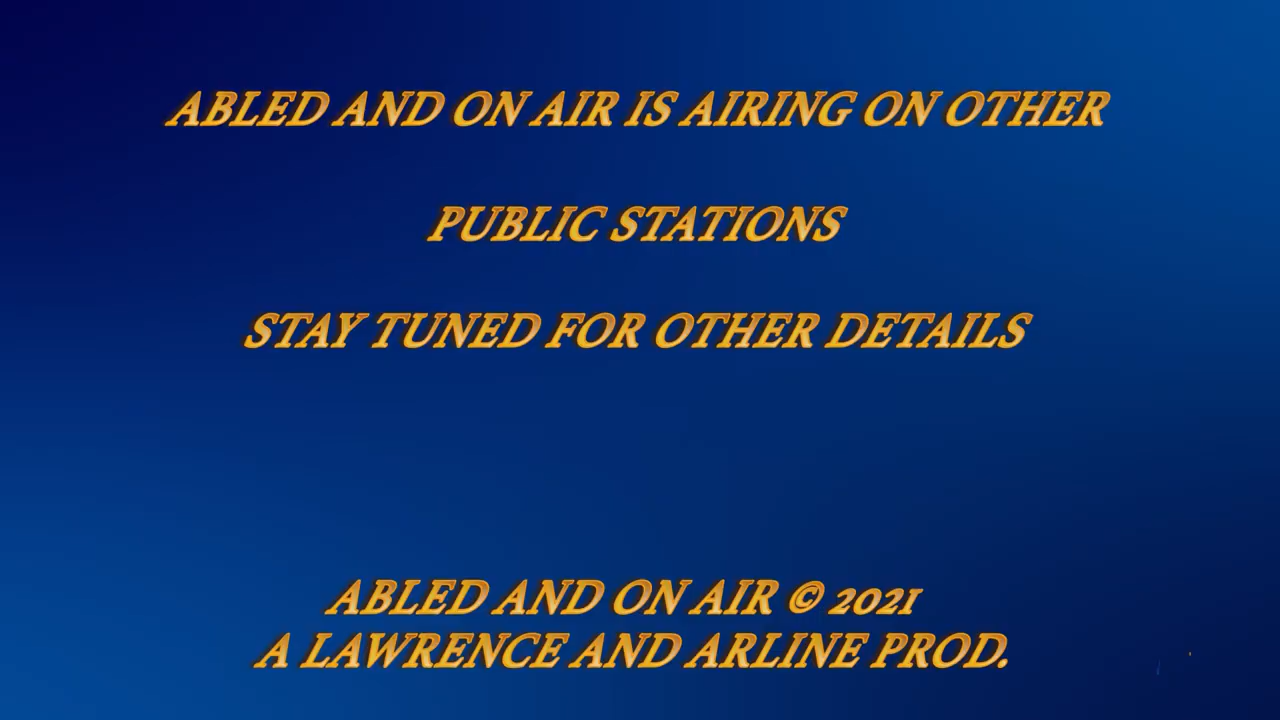 ABLED AND ON AIR IS AIRING ON OTHER
PUBLIC STATIONS
STAY TUNED FOR OTHER DETAILS
ABLED AND ON AIR © 2021
A LAWRENCE AND ARLINE PROD.